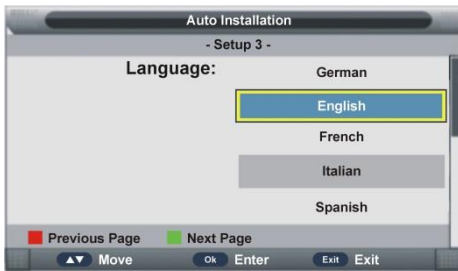 Auto Installation
- Setup 3 -
Language:
German
English
French
Italian
Spanish
Previous Page Next Page
▲▼ Move Ok Enter Exit Exit